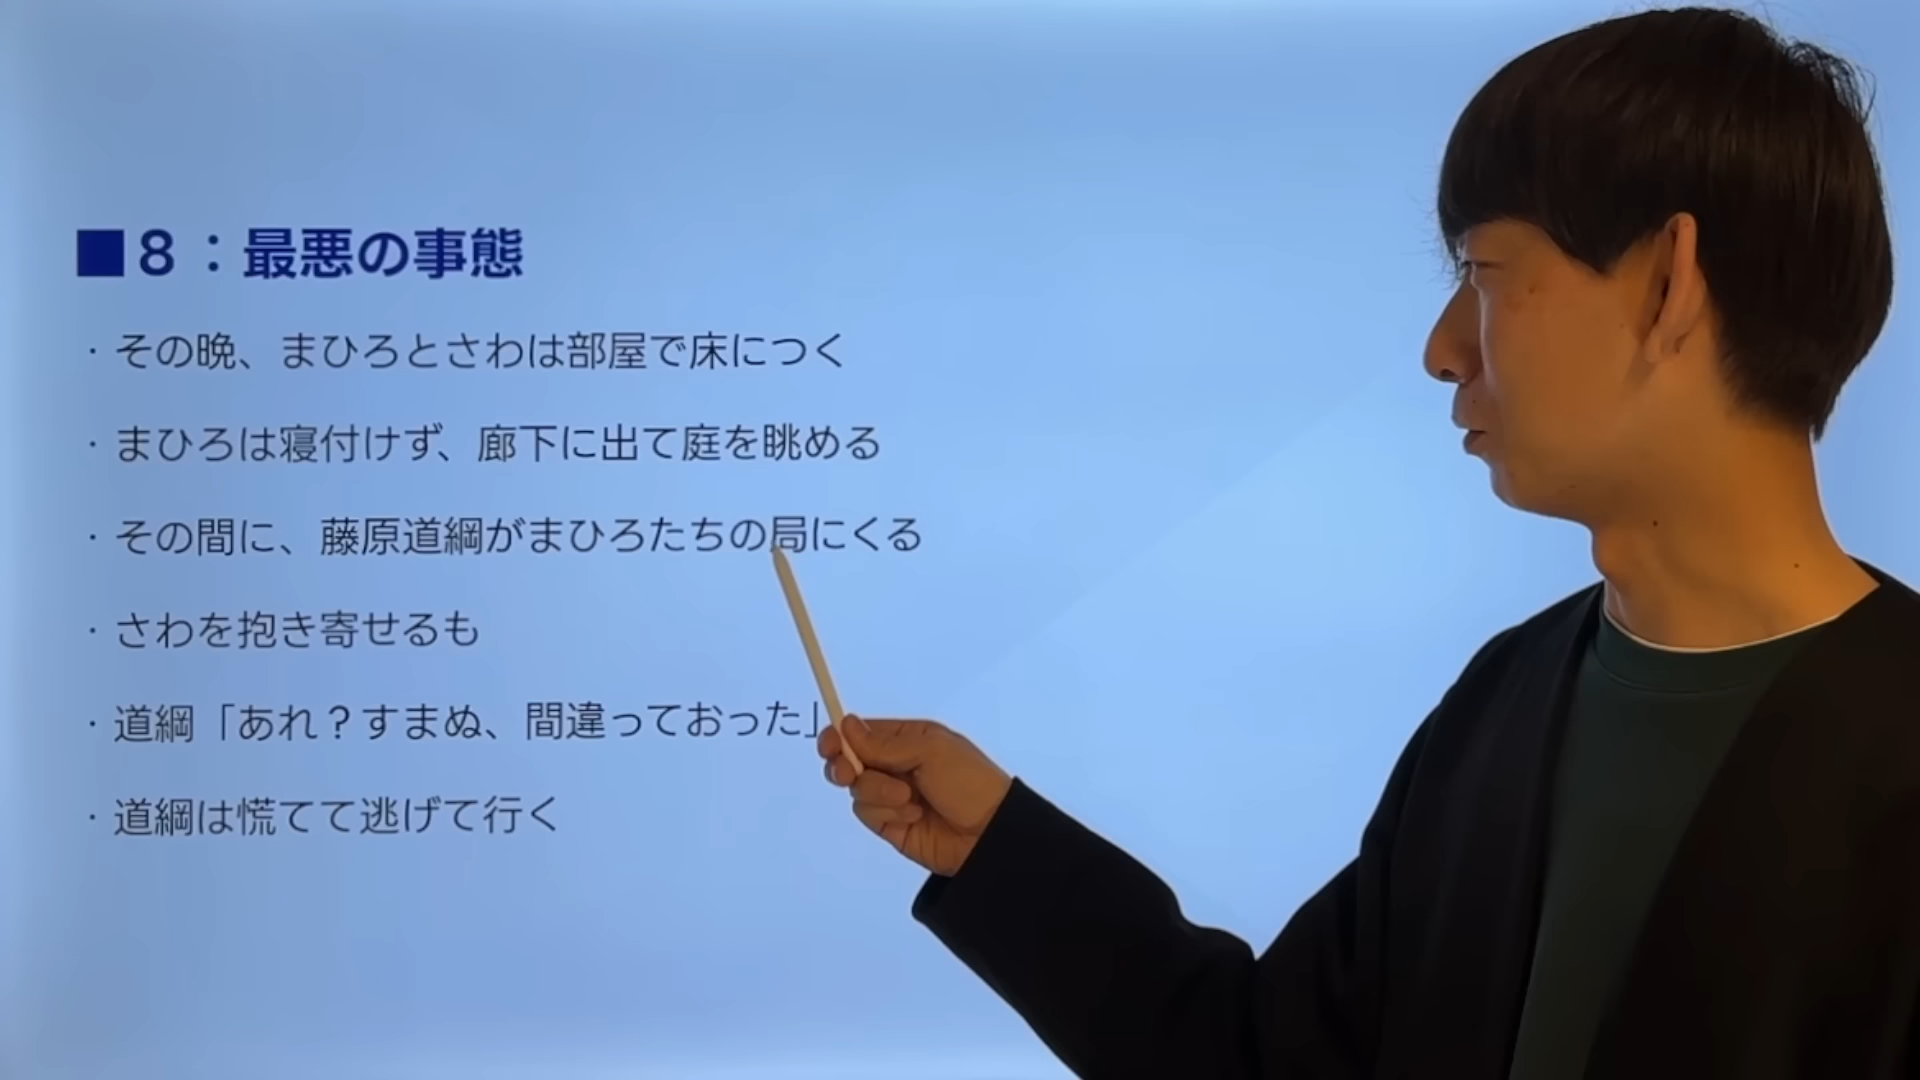 ■8：最悪の事態
・その晩、まひろとさわは部屋で床につく
・まひろは寝付けず、廊下に出て庭を眺める
・その間に、藤原道綱がまひろたちの局にくる
・さわを抱き寄せるも
・道綱「あれ？すまぬ、間違っておった」
・道綱は慌てて逃げて行く